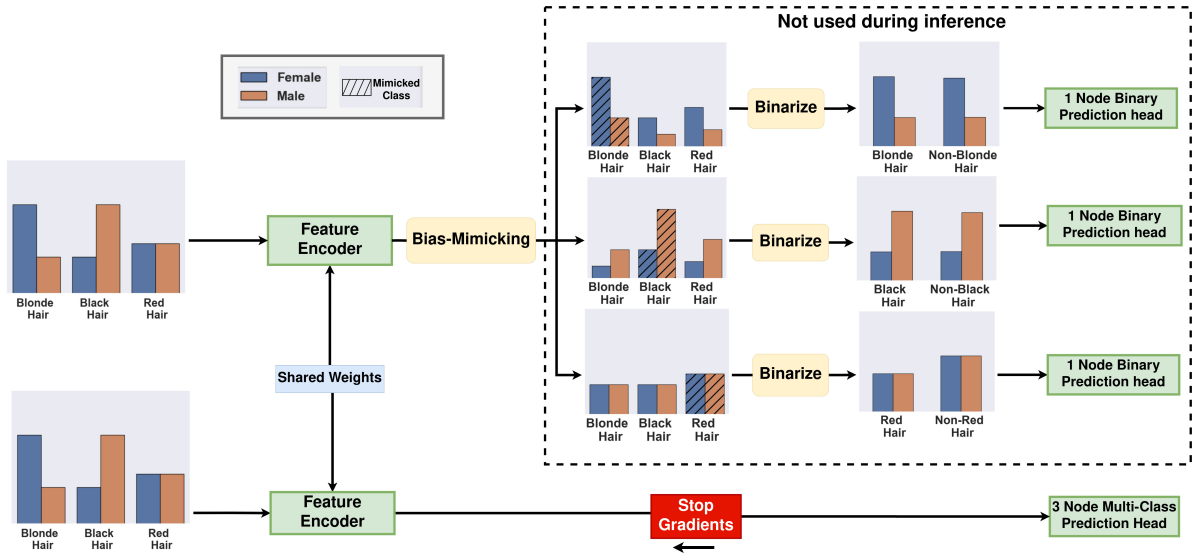 Not used during inference
Female
Male
Mimicked
Class
Blonde
Hair
Black
Hair
Red
Hair
Feature
Encoder
Bias-Mimicking
Blonde
Hair
Black
Hair
Red
Hair
Binarize
Blonde
Hair
Non-Blonde
Hair
1 Node Binary
Prediction head
Blonde
Hair
Black
Hair
Red
Hair
Binarize
Black
Hair
Non-Black
Hair
1 Node Binary
Prediction head
Blonde
Hair
Black
Hair
Red
Hair
Binarize
Red
Hair
Non-Red
Hair
1 Node Binary
Prediction head
Shared Weights
Blonde
Hair
Black
Hair
Red
Hair
Feature
Encoder
Stop
Gradients
3 Node Multi-Class
Prediction Head